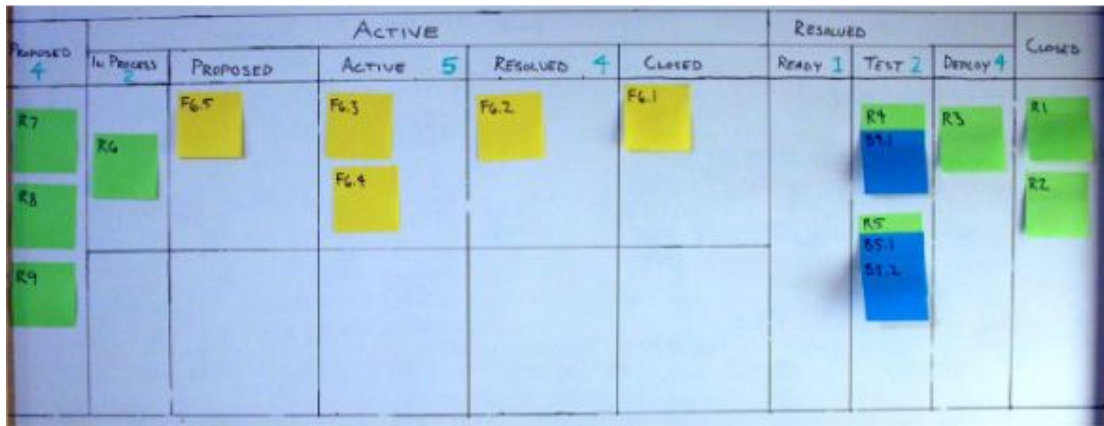 ACTIVE
RESOLVED
PROPOSED
4
CLOSED
IN PROCESS
2
PROPOSED
ACTIVE 5
RESOLVED 4
CLOSED
READY 1
TEST 2
DEPLOY 4
R7
R8
R9
R6
F6.5
F6.3
F6.4
F6.2
F6.1
R4
B4.1
R5
B5.1
B5.2
R3
R1
R2